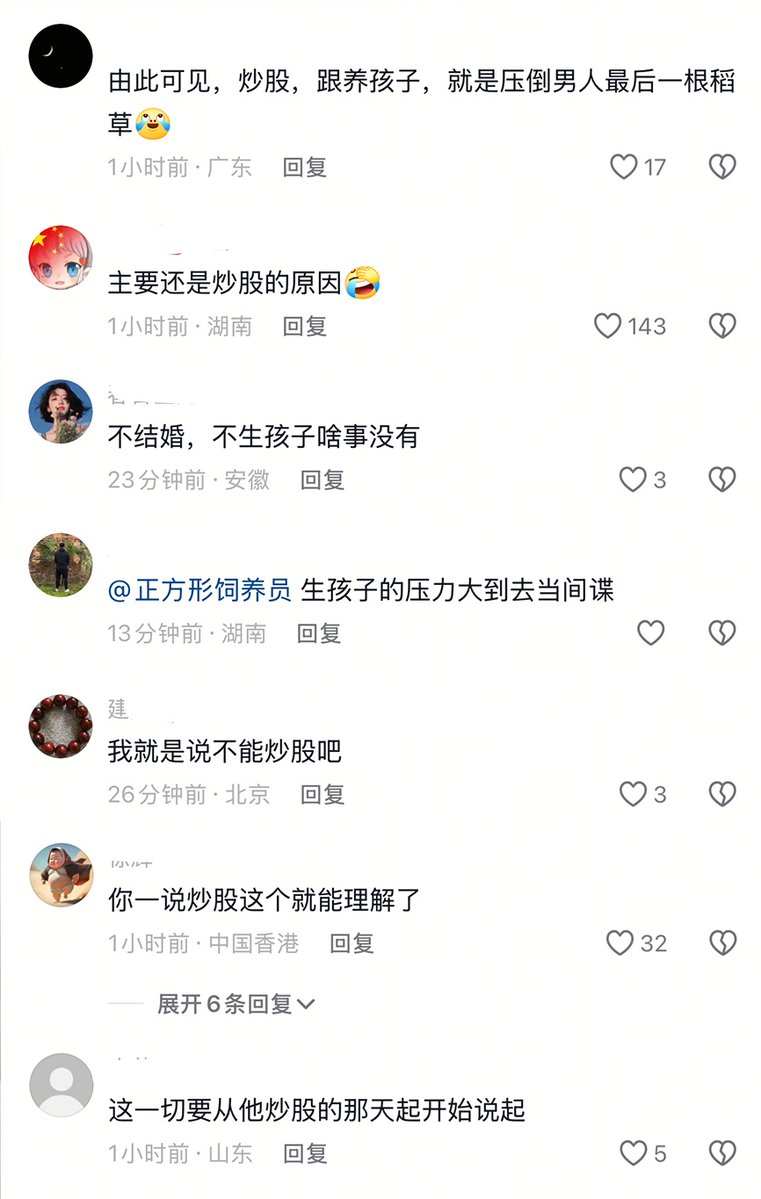 由此可见，炒股，跟养孩子，就是压倒男人最后一根稻
草😂
1小时前 · 广东 回复 17
主要还是炒股的原因🤣
1小时前 · 湖南 回复 143
不结婚，不生孩子啥事没有
23分钟前 · 安徽 回复 3
@正方形饲养员 生孩子的压力大到去当间谍
13分钟前 · 湖南 回复
建
我就是说不能炒股吧
26分钟前 · 北京 回复 3
你一说炒股这个就能理解了
1小时前 · 中国香港 回复 32
展开6条回复
这一切要从他炒股的那天起开始说起
1小时前 · 山东 回复 5